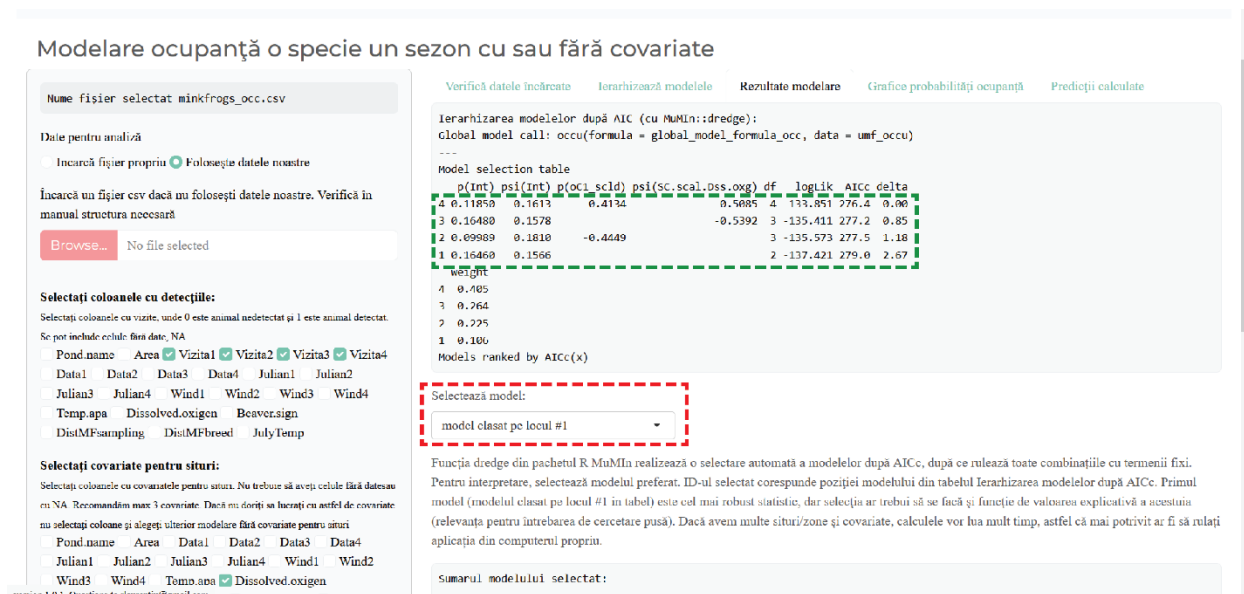 Modelare ocupanţă o specie un sezon cu sau fără covariate
Nume fișier selectat minkfrogs_occ.csv
Date pentru analiză
Incarcă fișier propriu Folosește datele noastre
Încarcă un fișier csv dacă nu folosești datele noastre. Verifică în
manual structura necesară
Browse... No file selected
Selectați coloanele cu detecțiile:
Selectați coloanele cu vizite, unde 0 este animal nedetectat și 1 este animal detectat.
Se pot include celule fără date, NA
Pond.name Area Vizita1 Vizita2 Vizita3 Vizita4
Data1 Data2 Data3 Data4 Julian1 Julian2
Julian3 Julian4 Wind1 Wind2 Wind3 Wind4
Temp.apa Dissolved.oxigen Beaver.sign
DistMFsampling DistMFbreed JulyTemp
Selectați covariate pentru situri:
Selectați coloanele cu covariatele pentru situri. Nu trebuie să aveți celule fără datesau
cu NA. Recomandăm max 3 covariate. Dacă nu doriți sa lucrați cu astfel de covariate
nu selectați coloane și alegeți ulterior modelare fără covariate pentru situri
Pond.name Area Data1 Data2 Data3 Data4
Julian1 Julian2 Julian3 Julian4 Wind1 Wind2
Wind3 Wind4 Temp.apa Dissolved.oxigen
Verifică datele încărcate Ierarhizează modelele Rezultate modelare Grafice probabilități ocupanță Predicții calculate
Ierarhizarea modelelor după AIC (cu MuMIn::dredge):
Global model call: occu(formula = global_model_formula_occ, data = umf_occu)
---
Model selection table
p(Int) psi(Int) p(oC1_scld) psi(SC.scal.Dss.oxg) df logLik AICc delta
4 0.11850 0.1613 0.4134 0.5085 4 133.851 276.4 0.00
3 0.16480 0.1578 -0.5392 3 -135.411 277.2 0.85
2 0.09989 0.1810 -0.4449 3 -135.573 277.5 1.18
1 0.16460 0.1566 2 -137.421 279.0 2.67
weight
4 0.405
3 0.264
2 0.225
1 0.106
Models ranked by AICc(x)
Selectează model:
model clasat pe locul #1
Funcția dredge din pachetul R MuMIn realizează o selectare automată a modelelor după AICc, după ce rulează toate combinațiile cu termenii ficși.
Pentru interpretare, selectează modelul preferat. ID-ul selectat corespunde poziției modelului din tabelul Ierarhizarea modelelor după AICc. Primul
model (modelul clasat pe locul #1 in tabel) este cel mai robust statistic, dar selecția ar trebui să se facă și funcție de valoarea explicativă a acestuia
(relevanța pentru întrebarea de cercetare pusă). Dacă avem multe situri/zone și covariate, calculele vor lua mult timp, astfel că mai potrivit ar fi să rulați
aplicația din computerul propriu.
Sumarul modelului selectat: